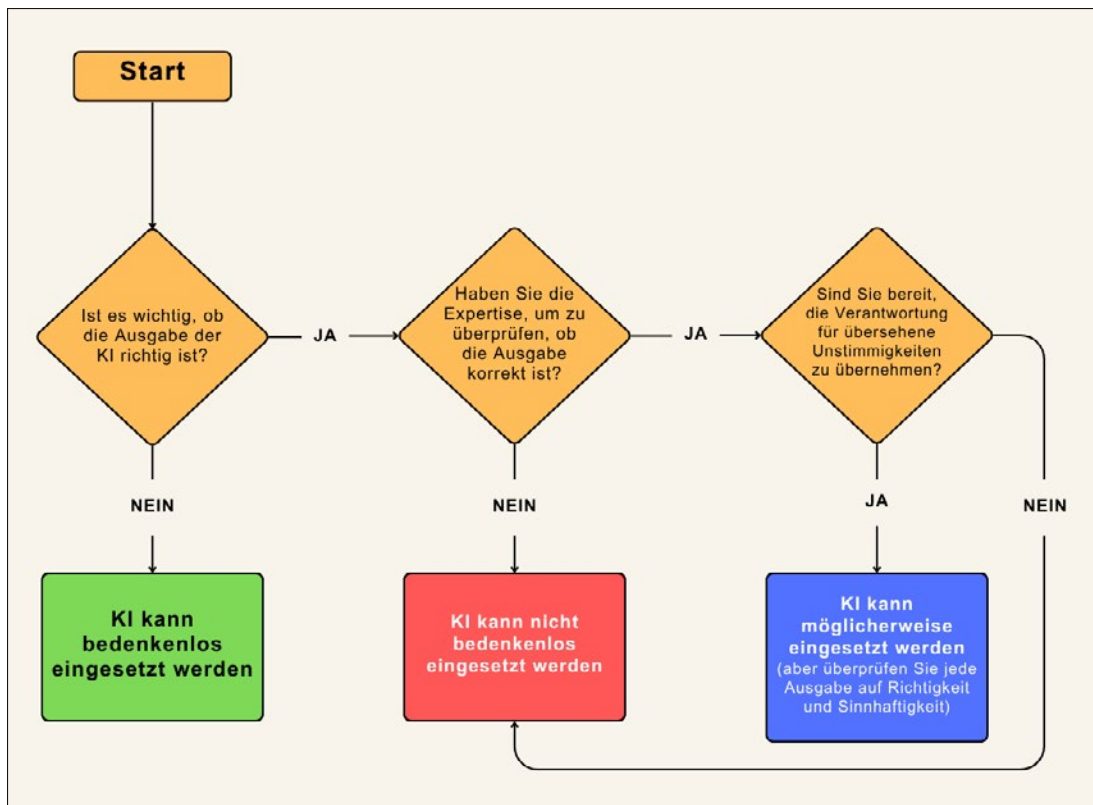 Start
Ist es wichtig, ob
die Ausgabe der
KI richtig ist?
JA
Haben Sie die
Expertise, um zu
überprüfen, ob
die Ausgabe
korrekt ist?
JA
Sind Sie bereit,
die Verantwortung
für übersehene
Unstimmigkeiten
zu übernehmen?
NEIN
NEIN
JA
NEIN
KI kann
bedenkenlos
eingesetzt werden
KI kann nicht
bedenkenlos
eingesetzt werden
KI kann
möglicherweise
eingesetzt werden
(aber überprüfen Sie jede
Ausgabe auf Richtigkeit
und Sinnhaftigkeit)